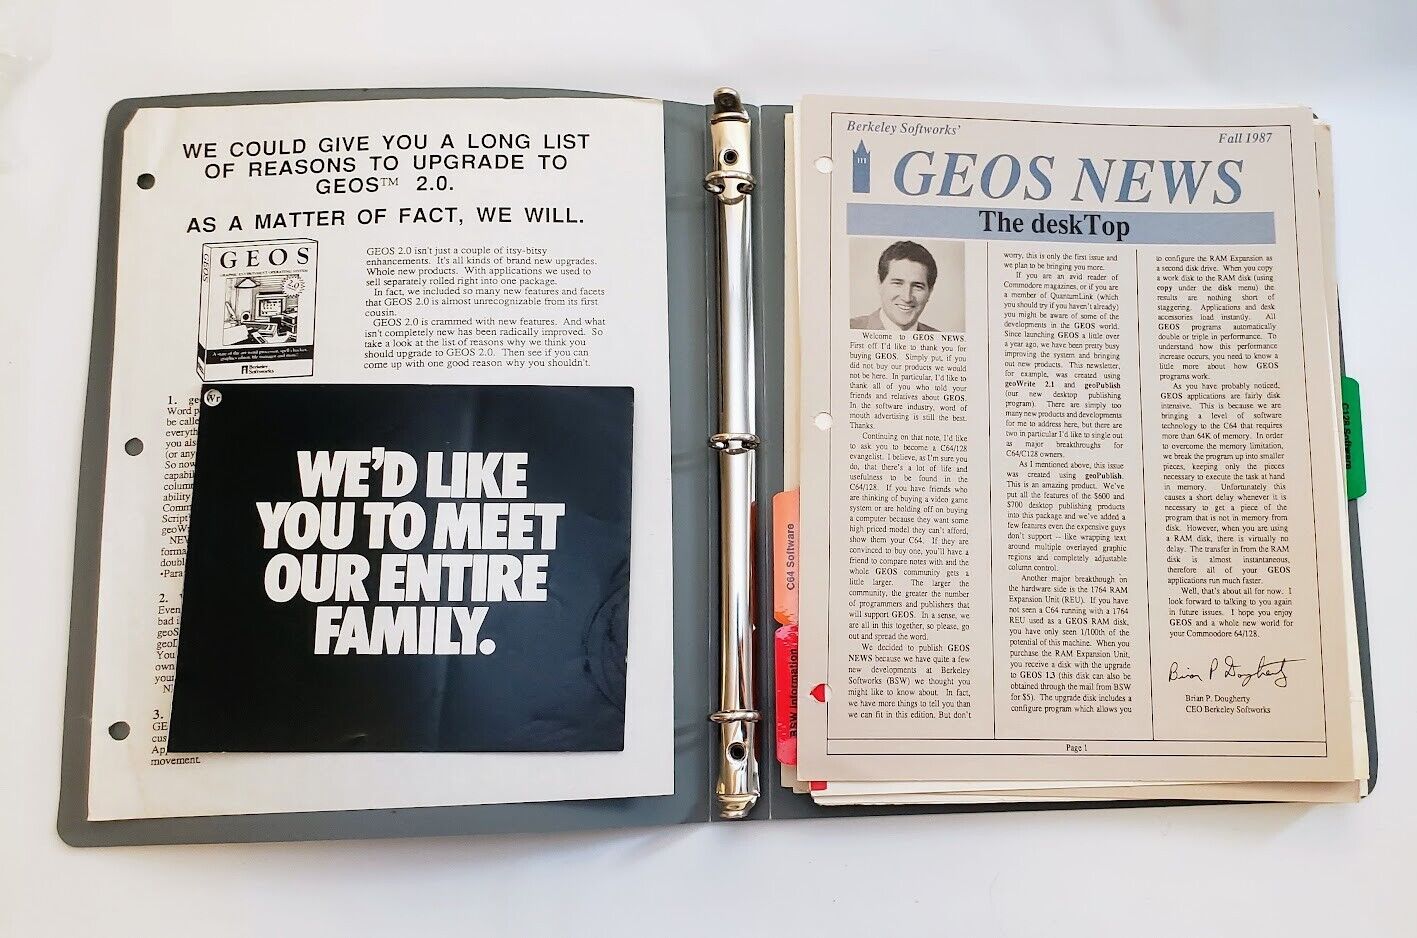 WE COULD GIVE YOU A LONG LIST
OF REASONS TO UPGRADE TO
GEOS™ 2.0.
AS A MATTER OF FACT, WE WILL.
GEOS
GEOS
GRAPHIC ENVIRONMENT OPERATING SYSTEM
2.0
Berkeley
Softworks
GEOS 2.0 isn't just a couple of itsy-bitsy
enhancements. It's all kinds of brand new upgrades.
Whole new products. With applications we used to
sell separately rolled right into one package.
In fact, we included so many new features and facets
that GEOS 2.0 is almost unrecognizable from its first
cousin.
GEOS 2.0 is crammed with new features. And what
isn't completely new has been radically improved. So
take a look at the list of reasons why we think you
should upgrade to GEOS 2.0. Then see if you can
come up with one good reason why you shouldn't.
1. ge
Word p
be calle
everyth
you als
(or any
So now
capabi
column
ability
Comm
Script
geoWr
NEV
forma
doubl
•Para
2.
Even
bad i
geoS
geoD
You
own
your
3.
GE
cus
Ap
movement.
Wr
WE'D LIKE
YOU TO MEET
OUR ENTIRE
FAMILY.
C64 Software
BSW Information
C128 Software
Berkeley Softworks'
Fall 1987
GEOS NEWS
The deskTop
Welcome to GEOS NEWS.
First off I'd like to thank you for
buying GEOS. Simply put, if you
did not buy our products we would
not be here. In particular, I'd like to
thank all of you who told your
friends and relatives about GEOS.
In the software industry, word of
mouth advertising is still the best.
Thanks.
Continuing on that note, I'd like
to ask you to become a C64/128
evangelist. I believe, as I'm sure you
do, that there's a lot of life and
usefulness to be found in the
C64/128. If you have friends who
are thinking of buying a video game
system or are holding off on buying
a computer because they want some
high priced model they can't afford,
show them your C64. If they are
convinced to buy one, you'll have a
friend to compare notes with and the
whole GEOS community gets a
little larger. The larger the
community, the greater the number
of programmers and publishers that
will support GEOS. In a sense, we
are all in this together, so please, go
out and spread the word.
We decided to publish GEOS
NEWS because we have quite a few
new developments at Berkeley
Softworks (BSW) we thought you
might like to know about. In fact,
we have more things to tell you than
we can fit in this edition. But don't
worry, this is only the first issue and
we plan to be bringing you more.
If you are an avid reader of
Commodore magazines, or if you are
a member of QuantumLink (which
you should try if you haven't already)
you might be aware of some of the
developments in the GEOS world.
Since launching GEOS a little over
a year ago, we have been pretty busy
improving the system and bringing
out new products. This newsletter,
for example, was created using
geoWrite 2.1 and geoPublish
(our new desktop publishing
program). There are simply too
many new products and developments
for me to address here, but there are
two in particular I'd like to single out
as major breakthroughs for
C64/C128 owners.
As I mentioned above, this issue
was created using geoPublish.
This is an amazing product. We've
put all the features of the $600 and
$700 desktop publishing products
into this package and we've added a
few features even the expensive guys
don't support -- like wrapping text
around multiple overlayed graphic
regions and completely adjustable
column control.
Another major breakthrough on
the hardware side is the 1764 RAM
Expansion Unit (REU). If you have
not seen a C64 running with a 1764
REU used as a GEOS RAM disk,
you have only seen 1/100th of the
potential of this machine. When you
purchase the RAM Expansion Unit,
you receive a disk with the upgrade
to GEOS 1.3 (this disk can also be
obtained through the mail from BSW
for $5). The upgrade disk includes a
configure program which allows you
to configure the RAM Expansion as
a second disk drive. When you copy
a work disk to the RAM disk (using
copy under the disk menu) the
results are nothing short of
staggering. Applications and desk
accessories load instantly. All
GEOS programs automatically
double or triple in performance. To
understand how this performance
increase occurs, you need to know a
little more about how GEOS
programs work.
As you have probably noticed,
GEOS applications are fairly disk
intensive. This is because we are
bringing a level of software
technology to the C64 that requires
more than 64K of memory. In order
to overcome the memory limitation,
we break the program up into smaller
pieces, keeping only the pieces
necessary to execute the task at hand
in memory. Unfortunately this
causes a short delay whenever it is
necessary to get a piece of the
program that is not in memory from
disk. However, when you are using
a RAM disk, there is virtually no
delay. The transfer in from the RAM
disk is almost instantaneous,
therefore all of your GEOS
applications run much faster.
Well, that's about all for now. I
look forward to talking to you again
in future issues. I hope you enjoy
GEOS and a whole new world for
your Commodore 64/128.
Brian P Dougherty
Brian P. Dougherty
CEO Berkeley Softworks
Page 1